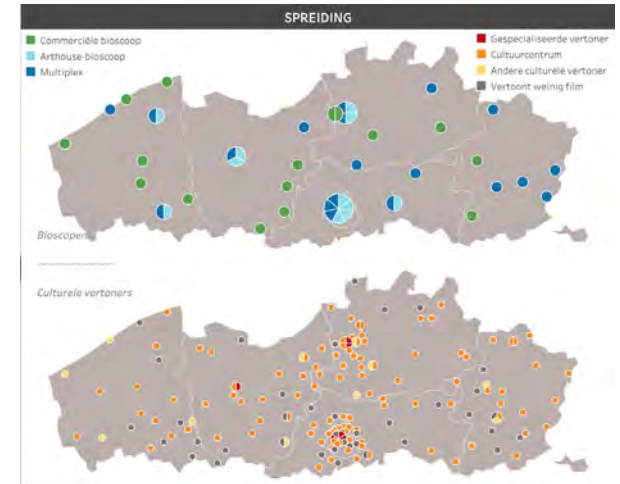 SPREIDING
Commerciële bioscoop
Arthouse-bioscoop
Multiplex
Gespecialiseerde vertoner
Cultuurcentrum
Andere culturele vertoner
Vertoont weinig film
Bioscopen
Culturele vertoners